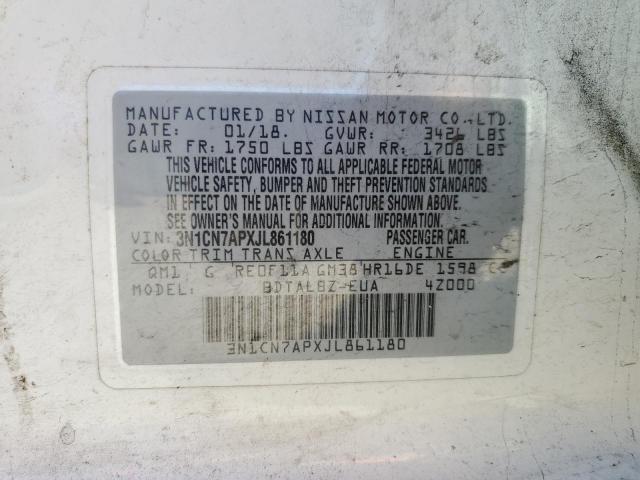 MANUFACTURED BY NISSAN MOTOR CO.,LTD.
DATE: 01/18. GVWR: 3426 LBS
GAWR FR: 1750 LBS GAWR RR: 1708 LBS
THIS VEHICLE CONFORMS TO ALL APPLICABLE FEDERAL MOTOR
VEHICLE SAFETY, BUMPER AND THEFT PREVENTION STANDARDS
IN EFFECT ON THE DATE OF MANUFACTURE SHOWN ABOVE.
SEE OWNER'S MANUAL FOR ADDITIONAL INFORMATION.
VIN: 3N1CN7APXJL861180 PASSENGER CAR.
COLOR TRIM TRANS AXLE ENGINE
QM1 G RE0F11A GM38 HR16DE 1598 CC
BDTALBZ-EUA 4Z000
3N1CN7APXJL861180